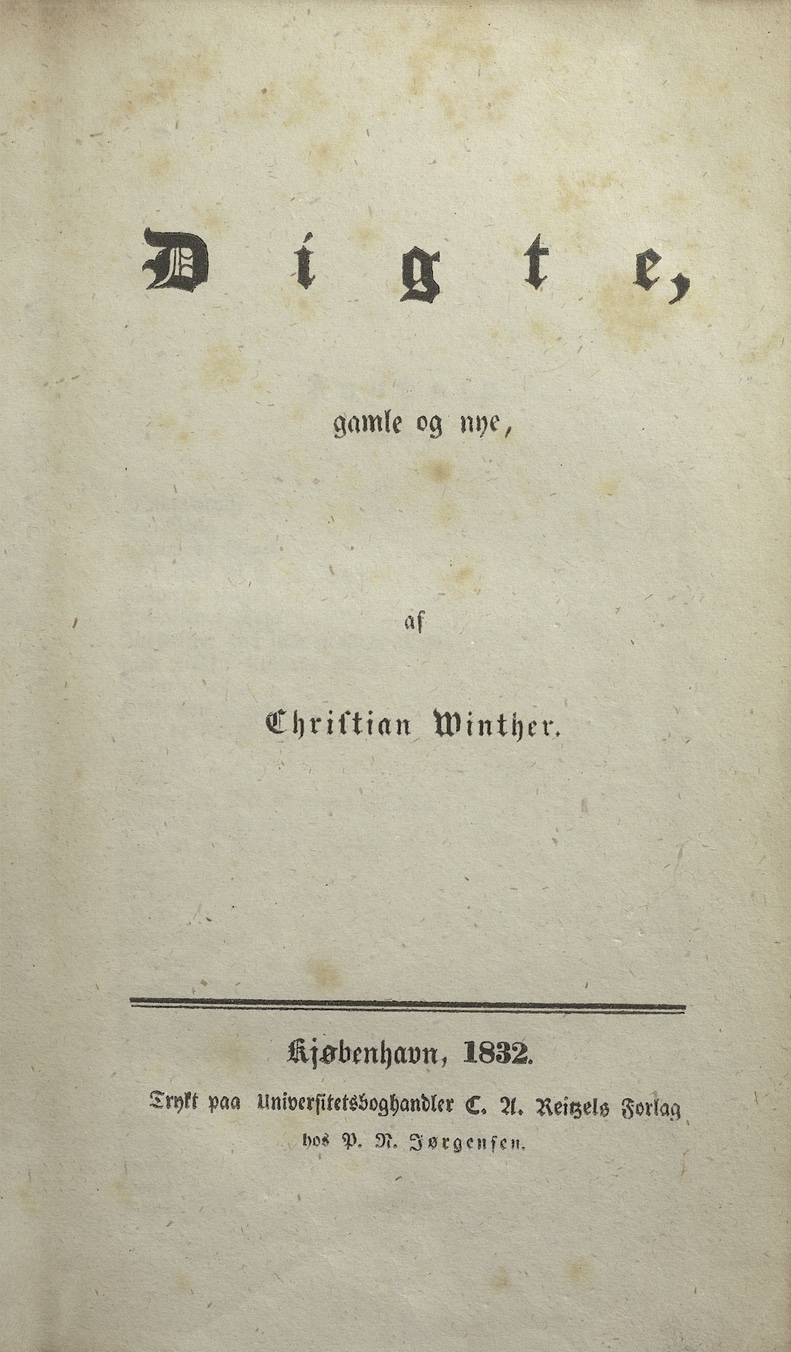 Digte,
gamle og nye,
af
Christian Winther.
Kjøbenhavn, 1832.
Trykt paa Universitetsboghandler C. A. Reitzels Forlag
hos P. N. Jørgensen.